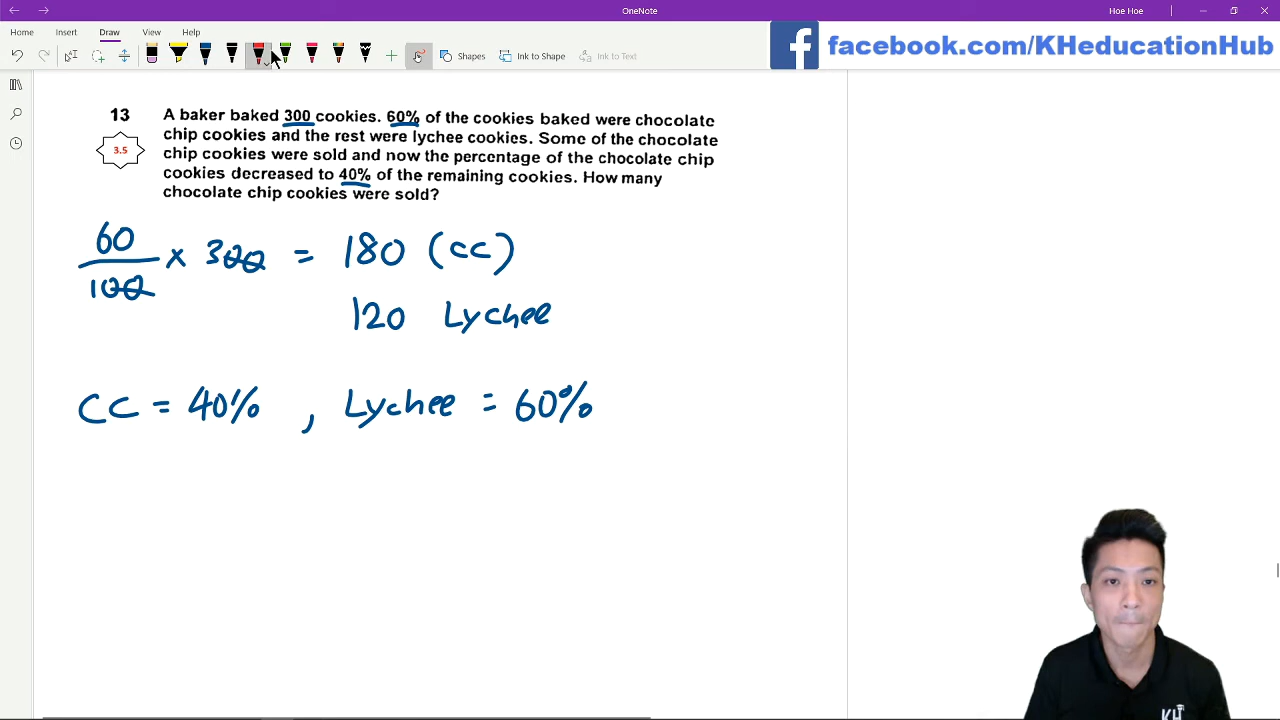 OneNote
Hoe Hoe
Home Insert Draw View Help
Shapes Ink to Shape Ink to Text
facebook.com/KHeducationHub
13 A baker baked 300 cookies. 60% of the cookies baked were chocolate
chip cookies and the rest were lychee cookies. Some of the chocolate
3.5
chip cookies were sold and now the percentage of the chocolate chip
cookies decreased to 40% of the remaining cookies. How many
chocolate chip cookies were sold?
60
100 × 300 = 180 (CC)
120 Lychee
CC = 40% , Lychee = 60%
KH